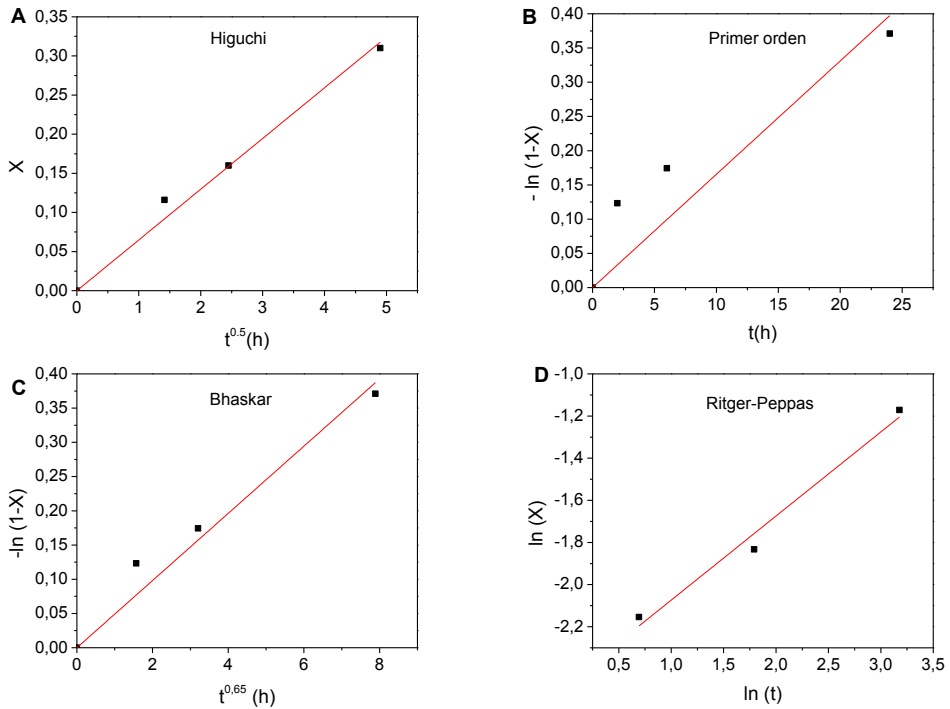 A
Higuchi
0,35
0,30
0,25
0,20
0,15
0,10
0,05
0,00
X
0 1 2 3 4 5
t^0.5(h)
B
Primer orden
0,40
0,35
0,30
0,25
0,20
0,15
0,10
0,05
0,00
- ln (1-X)
0 5 10 15 20 25
t(h)
C
Bhaskar
0,40
0,35
0,30
0,25
0,20
0,15
0,10
0,05
0,00
-ln (1-X)
0 2 4 6 8
t^0,65 (h)
D
Ritger-Peppas
-1,0
-1,2
-1,4
-1,6
-1,8
-2,0
-2,2
ln (X)
0,5 1,0 1,5 2,0 2,5 3,0 3,5
ln (t)